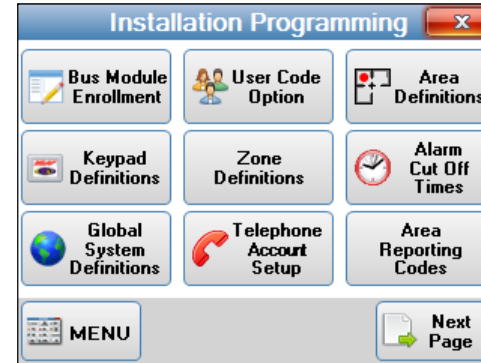 Installation Programming
x
Bus Module
Enrollment
User Code
Option
Area
Definitions
Keypad
Definitions
Zone
Definitions
Alarm
Cut Off
Times
Global
System
Definitions
Telephone
Account
Setup
Area
Reporting
Codes
MENU
Next
Page